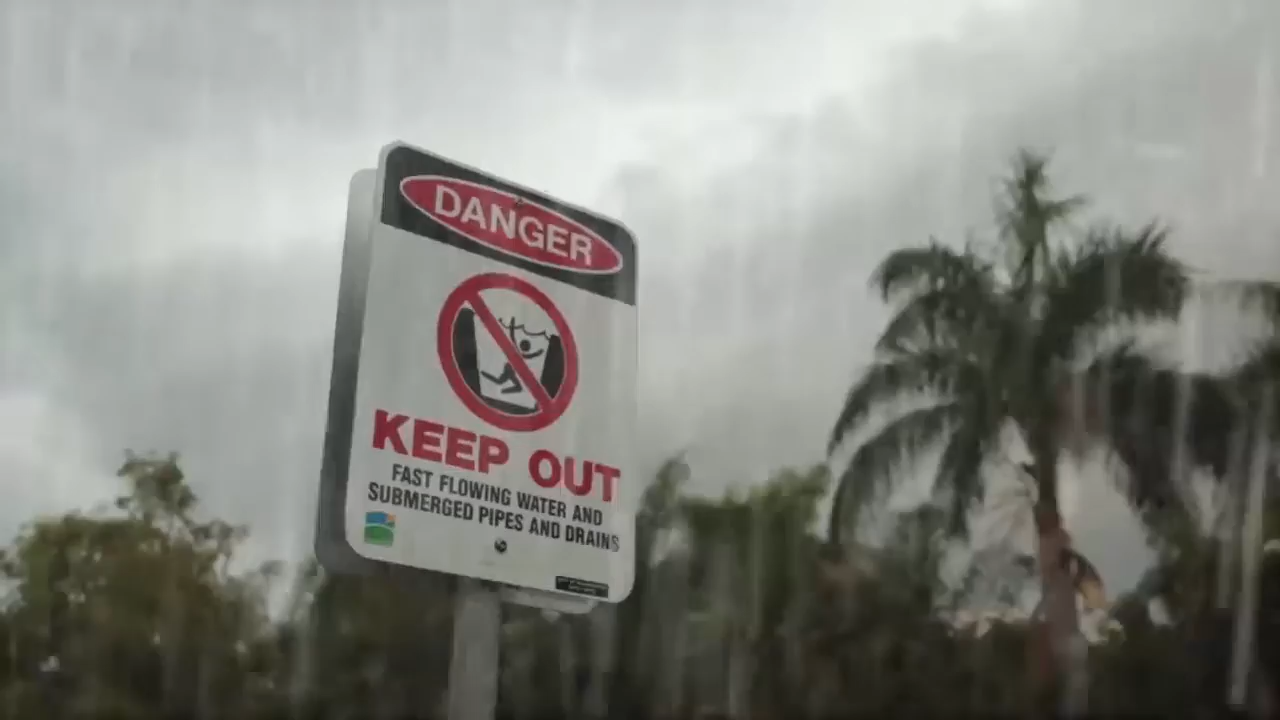 DANGER
KEEP OUT
FAST FLOWING WATER AND
SUBMERGED PIPES AND DRAINS